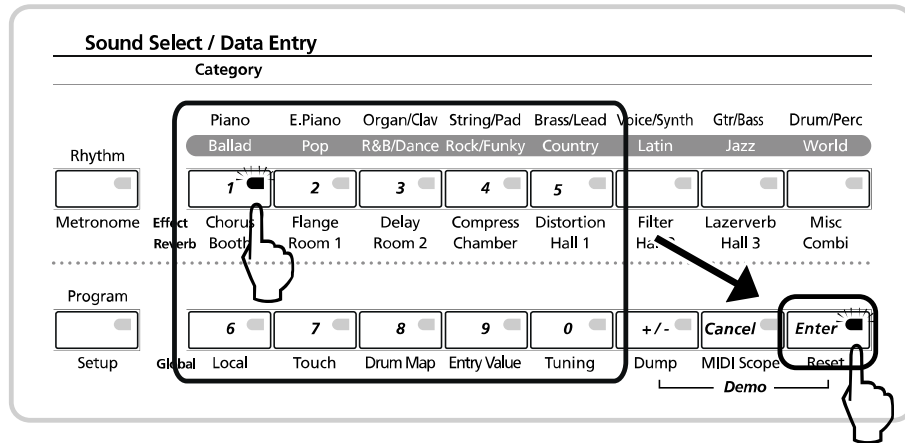 Sound Select / Data Entry
Category
Piano E.Piano Organ/Clav String/Pad Brass/Lead Voice/Synth Gtr/Bass Drum/Perc
Rhythm Ballad Pop R&B/Dance Rock/Funky Country Latin Jazz World
1 2 3 4 5
Metronome Effect Chorus Flange Delay Compress Distortion Filter Lazerverb Misc
Reverb Booth Room 1 Room 2 Chamber Hall 1 Hall 3 Combi
Program
6 7 8 9 0 +/- Cancel Enter
Setup Global Local Touch Drum Map Entry Value Tuning Dump MIDI Scope Reset
Demo